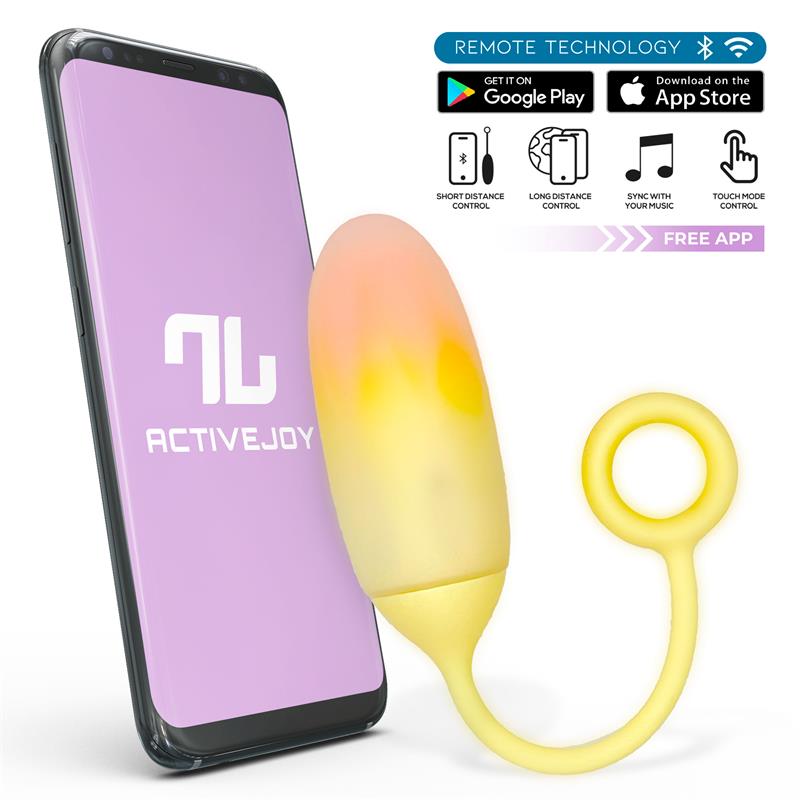 REMOTE TECHNOLOGY
GET IT ON
Google Play
Download on the
App Store
SHORT DISTANCE
CONTROL
LONG DISTANCE
CONTROL
SYNC WITH
YOUR MUSIC
TOUCH MODE
CONTROL
FREE APP
ACTIVEJOY